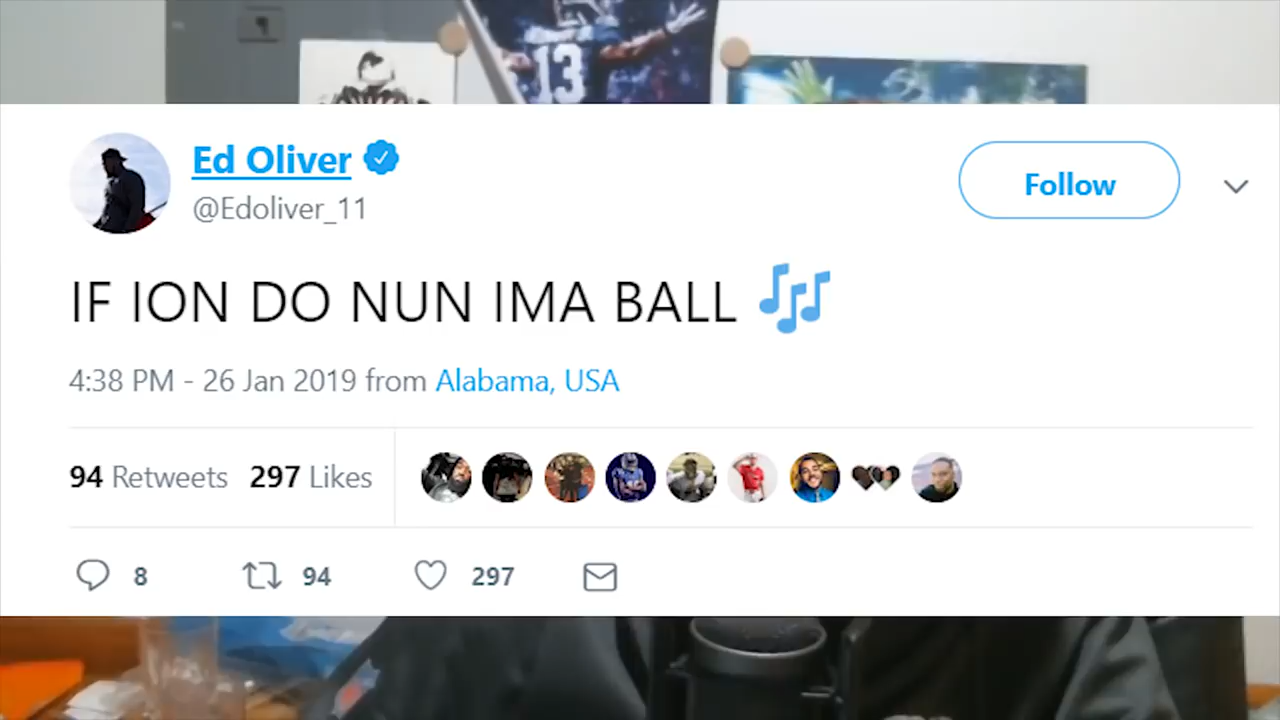 13
Ed Oliver
@Edoliver_11
Follow
IF ION DO NUN IMA BALL 🎶
4:38 PM - 26 Jan 2019 from Alabama, USA
94 Retweets 297 Likes
8 94 297